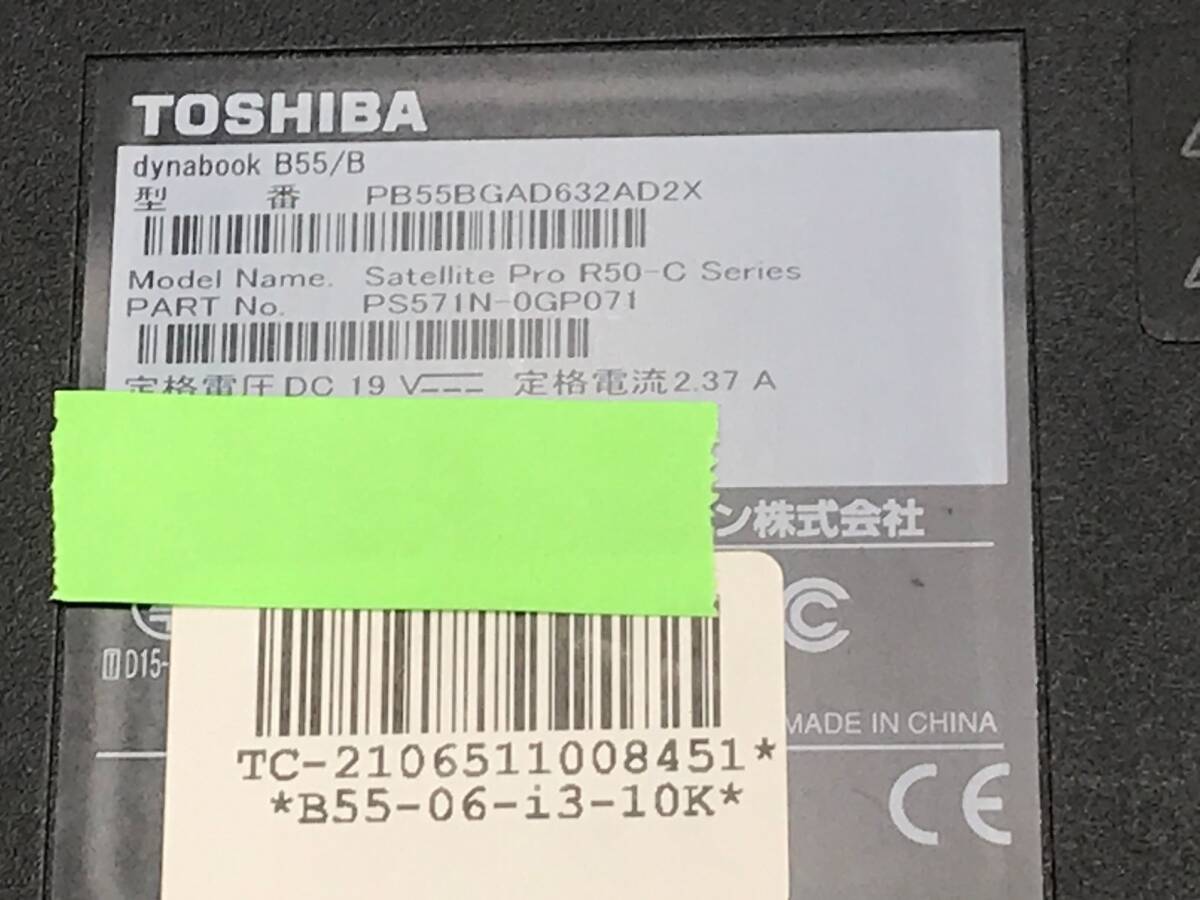 TOSHIBA
dynabook B55/B
型 番 PB55BGAD632AD2X
Model Name. Satellite Pro R50-C Series
PART No. PS571N-0GP071
定格電圧 DC 19 V 定格電流 2.37 A
ン株式会社
D15-
MADE IN CHINA
TC-2106511008451*
*B55-06-i3-10K*
CE